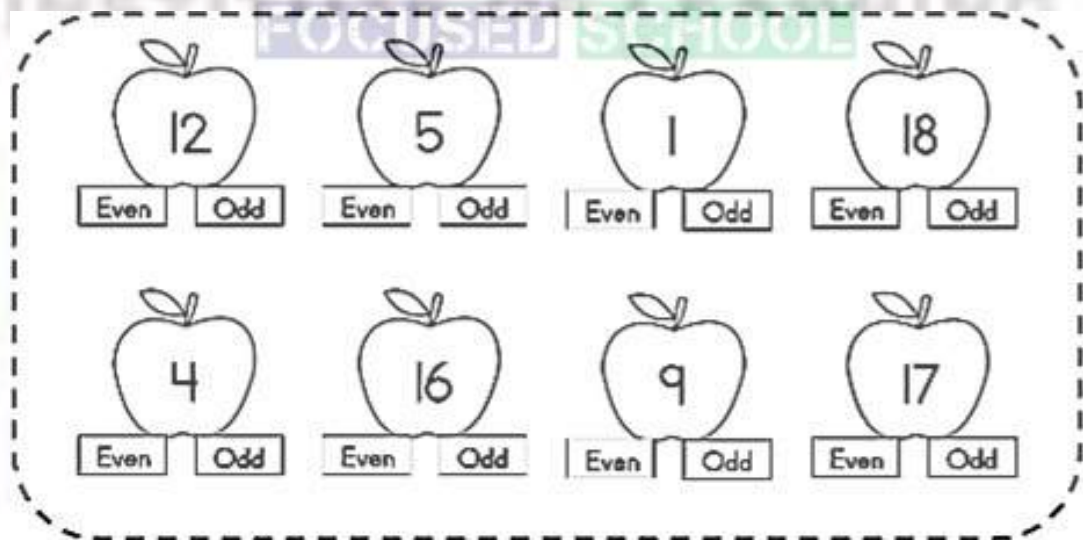 FOCUSED SCHOOL
12 5 1 18
Even Odd Even Odd Even Odd Even Odd
4 16 9 17
Even Odd Even Odd Even Odd Even Odd